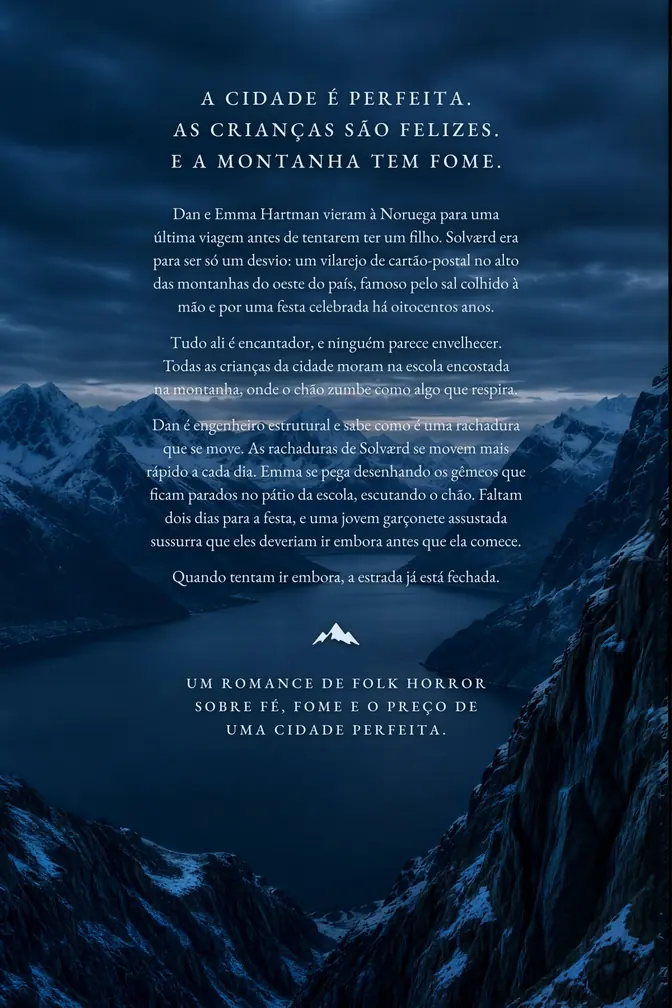 A CIDADE É PERFEITA.
AS CRIANÇAS SÃO FELIZES.
E A MONTANHA TEM FOME.
Dan e Emma Hartman vieram à Noruega para uma
última viagem antes de tentarem ter um filho. Solværd era
para ser só um desvio: um vilarejo de cartão-postal no alto
das montanhas do oeste do país, famoso pelo sal colhido à
mão e por uma festa celebrada há oitocentos anos.
Tudo ali é encantador, e ninguém parece envelhecer.
Todas as crianças da cidade moram na escola encostada
na montanha, onde o chão zumbe como algo que respira.
Dan é engenheiro estrutural e sabe como é uma rachadura
que se move. As rachaduras de Solværd se movem mais
rápido a cada dia. Emma se pega desenhando os gêmeos que
ficam parados no pátio da escola, escutando o chão. Faltam
dois dias para a festa, e uma jovem garçonete assustada
sussurra que eles deveriam ir embora antes que ela comece.
Quando tentam ir embora, a estrada já está fechada.
UM ROMANCE DE FOLK HORROR
SOBRE FÉ, FOME E O PREÇO DE
UMA CIDADE PERFEITA.